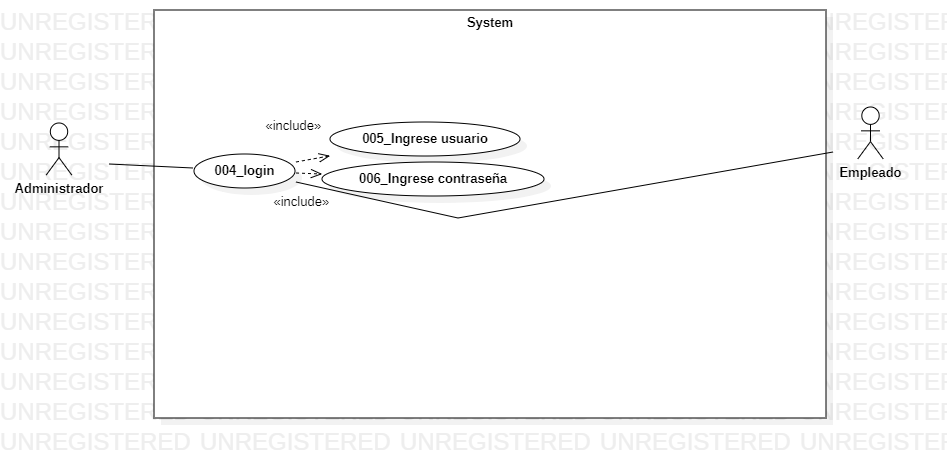 System
«include»
005_Ingrese usuario
004_login
006_Ingrese contraseña
«include»
Administrador
Empleado
UNREGISTERED UNREGISTERED UNREGISTERED UNREGISTERED UNREGISTERED